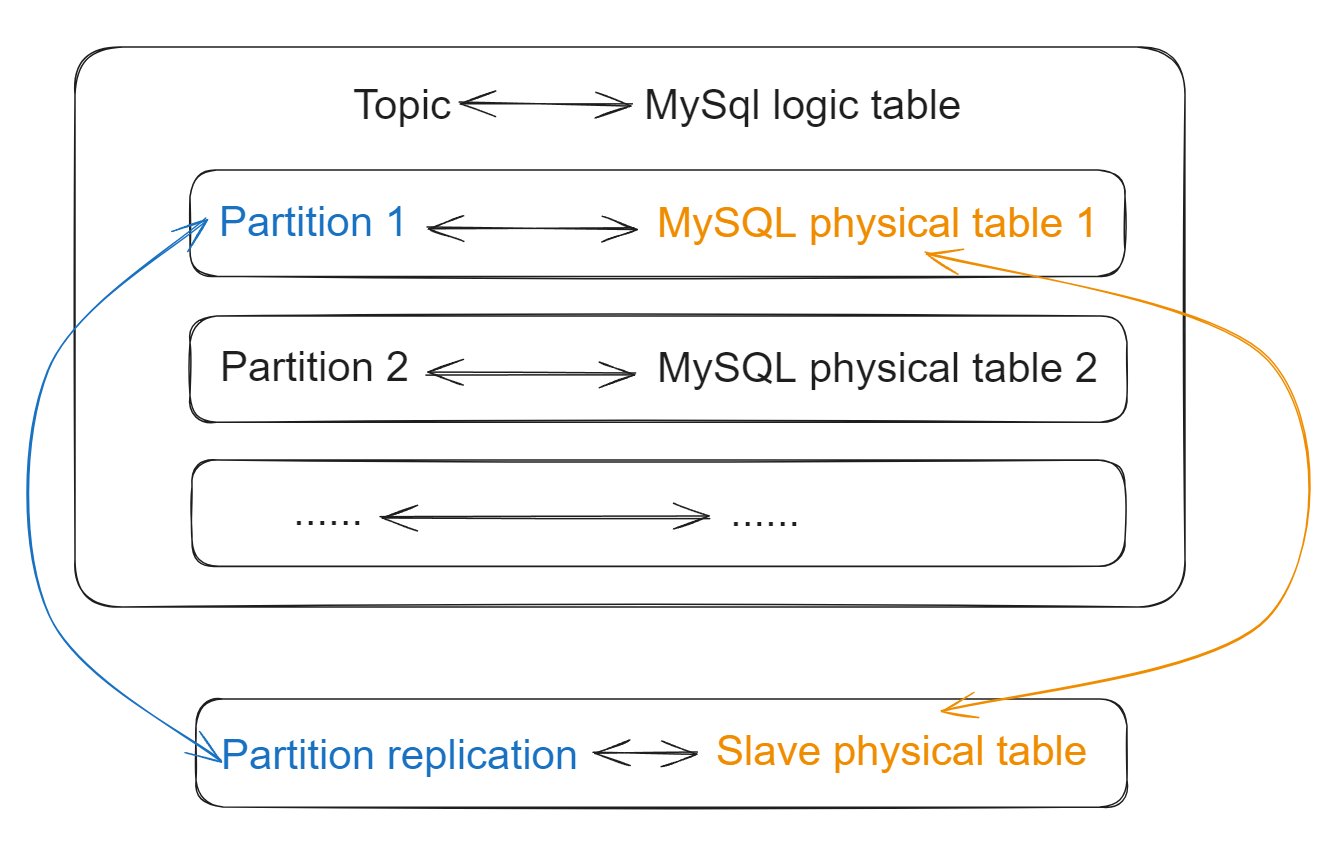 Topic MySql logic table
Partition 1 MySQL physical table 1
Partition 2 MySQL physical table 2
...... ......
Partition replication Slave physical table